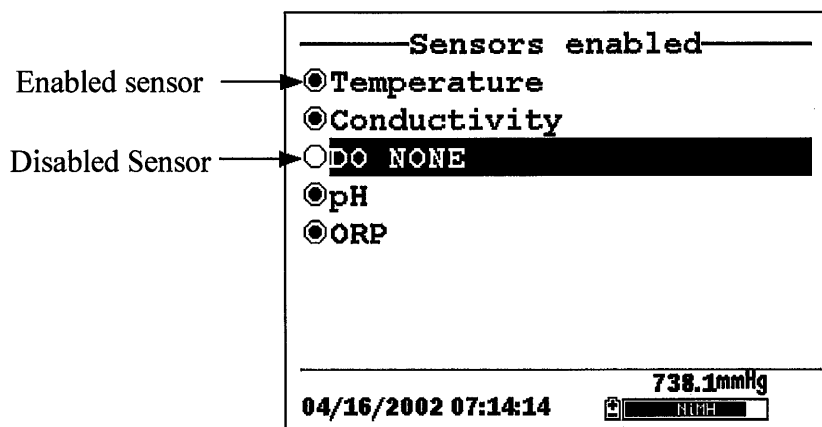 Sensors enabled
Enabled sensor
Temperature
Conductivity
Disabled Sensor
DO NONE
pH
ORP
738.1mmHg
04/16/2002 07:14:14
NiMH